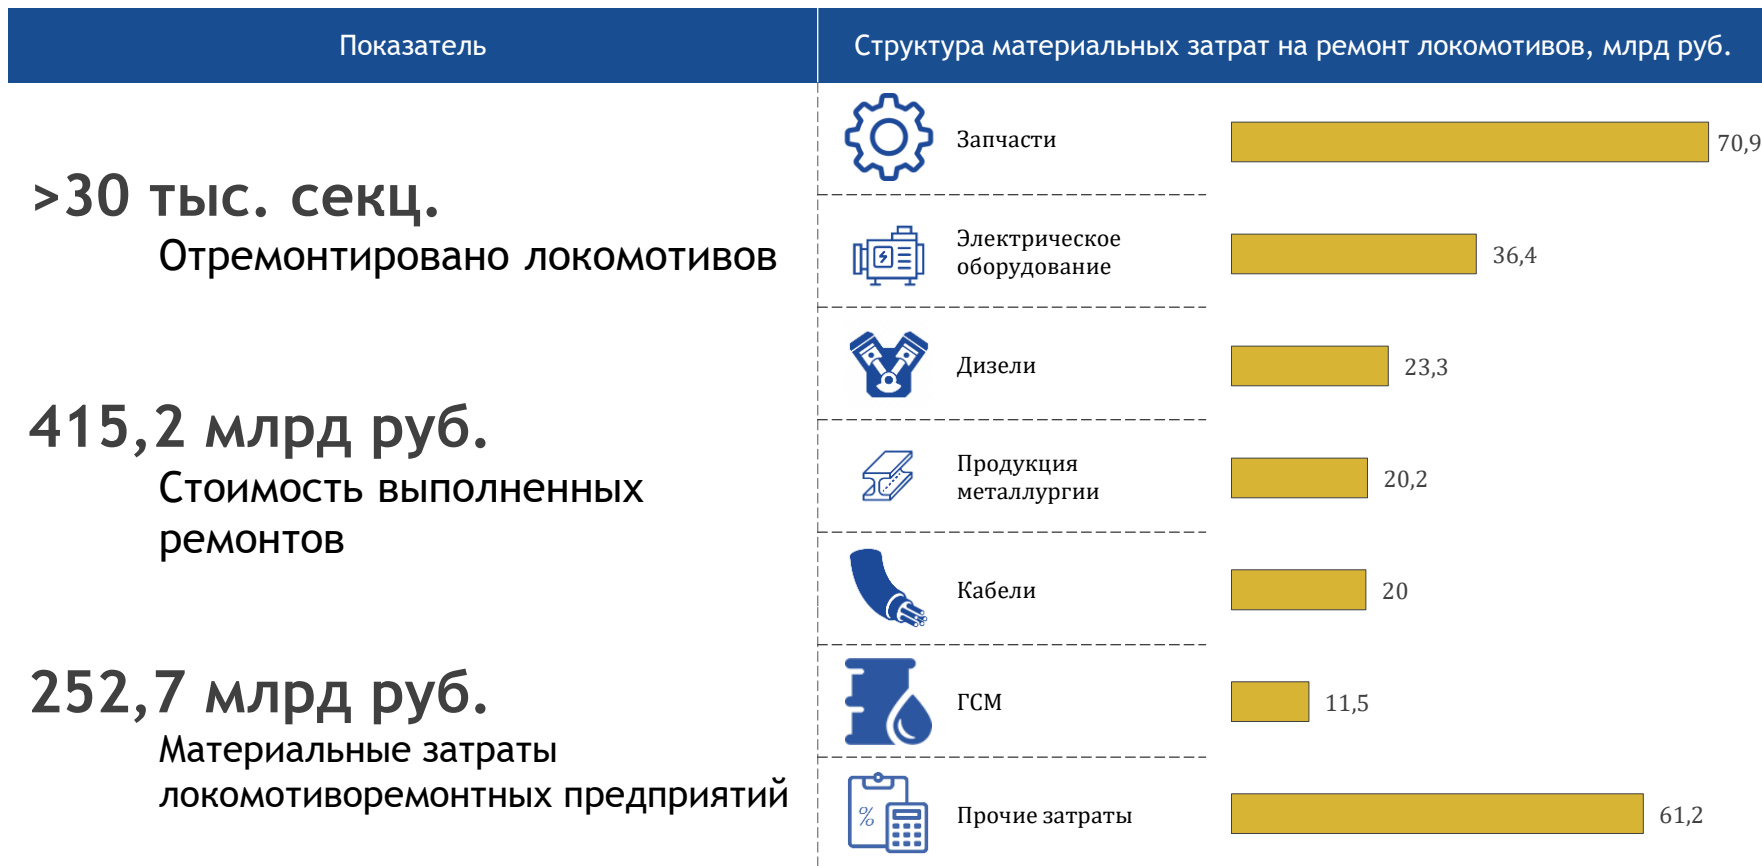 Показатель
Структура материальных затрат на ремонт локомотивов, млрд руб.
>30 тыс. секц.
Отремонтировано локомотивов
415,2 млрд руб.
Стоимость выполненных
ремонтов
252,7 млрд руб.
Материальные затраты
локомотиворемонтных предприятий
Запчасти
70,9
Электрическое
оборудование
36,4
Дизели
23,3
Продукция
металлургии
20,2
Кабели
20
ГСМ
11,5
%
Прочие затраты
61,2